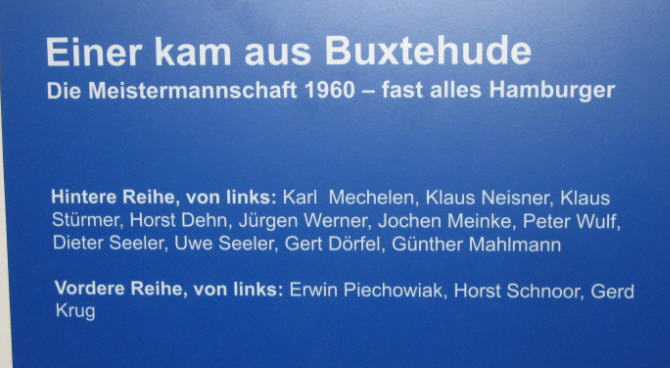 Einer kam aus Buxtehude
Die Meistermannschaft 1960 – fast alles Hamburger
Hintere Reihe, von links: Karl  Mechelen, Klaus Neisner, Klaus
Stürmer, Horst Dehn, Jürgen Werner, Jochen Meinke, Peter Wulf,
Dieter Seeler, Uwe Seeler, Gert Dörfel, Günther Mahlmann
Vordere Reihe, von links: Erwin Piechowiak, Horst Schnoor, Gerd
Krug